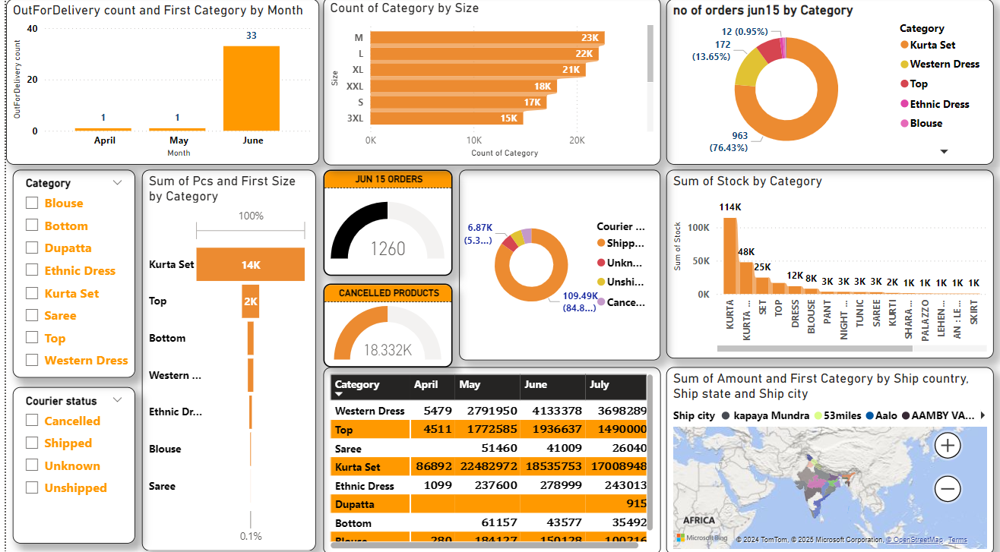 OutForDelivery count and First Category by Month
OutForDelivery count
40
20
0
1
1
33
April
May
June
Month
Count of Category by Size
Size
M
23K
L
22K
XL
21K
XXL
18K
S
17K
3XL
15K
0K
10K
20K
Count of Category
no of orders jun15 by Category
12 (0.95%)
172
(13.65%)
963
(76.43%)
Category
Kurta Set
Western Dress
Top
Ethnic Dress
Blouse
Category
Blouse
Bottom
Dupatta
Ethnic Dress
Kurta Set
Saree
Top
Western Dress
Courier status
Cancelled
Shipped
Unknown
Unshipped
Sum of Pcs and First Size
by Category
100%
Kurta Set
14K
Top
2K
Bottom
Western ...
Ethnic Dr...
Blouse
Saree
0.1%
JUN 15 ORDERS
1260
CANCELLED PRODUCTS
18.332K
6.87K
(5.3...)
109.49K
(84.8...)
Courier ...
Shipp...
Unkn...
Unshi...
Cance...
Sum of Stock by Category
Sum of Stock
100K
50K
0K
114K
48K
25K
12K
8K
3K
3K
3K
3K
2K
1K
1K
1K
1K
1K
KURTA
KURTA ...
SET
TOP
DRESS
BLOUSE
PANT
NIGHT ...
TUNIC
SAREE
KURTI
SHARA...
PALAZZO
LEHEN...
AN : LE...
SKIRT
Category April May June July
Western Dress 5479 2791950 4133378 3698289
Top 4511 1772585 1936637 1490000
Saree 51460 41009 26040
Kurta Set 86892 22482972 18535753 17008948
Ethnic Dress 1099 237600 278999 243013
Dupatta 915
Bottom 61157 43577 35492
Blouse 280 184127 150128 100216
Sum of Amount and First Category by Ship country,
Ship state and Ship city
Ship city kapaya Mundra 53miles Aalo AAMBY VA...
AFRICA
Microsoft Bing
© 2024 TomTom, © 2025 Microsoft Corporation, © OpenStreetMap Terms